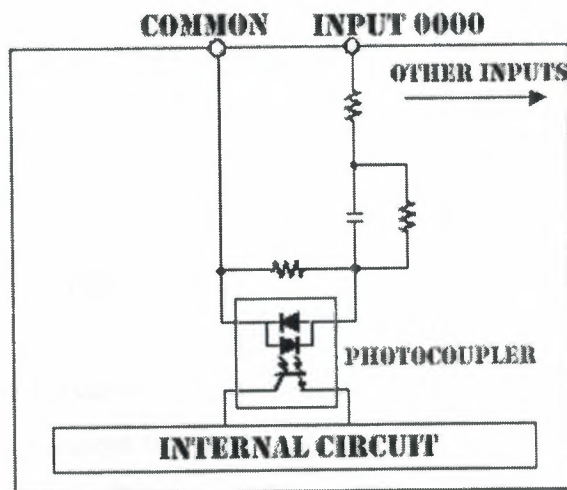 COMMON INPUT 0000
OTHER INPUTS
PHOTOCOUPLER
INTERNAL CIRCUIT